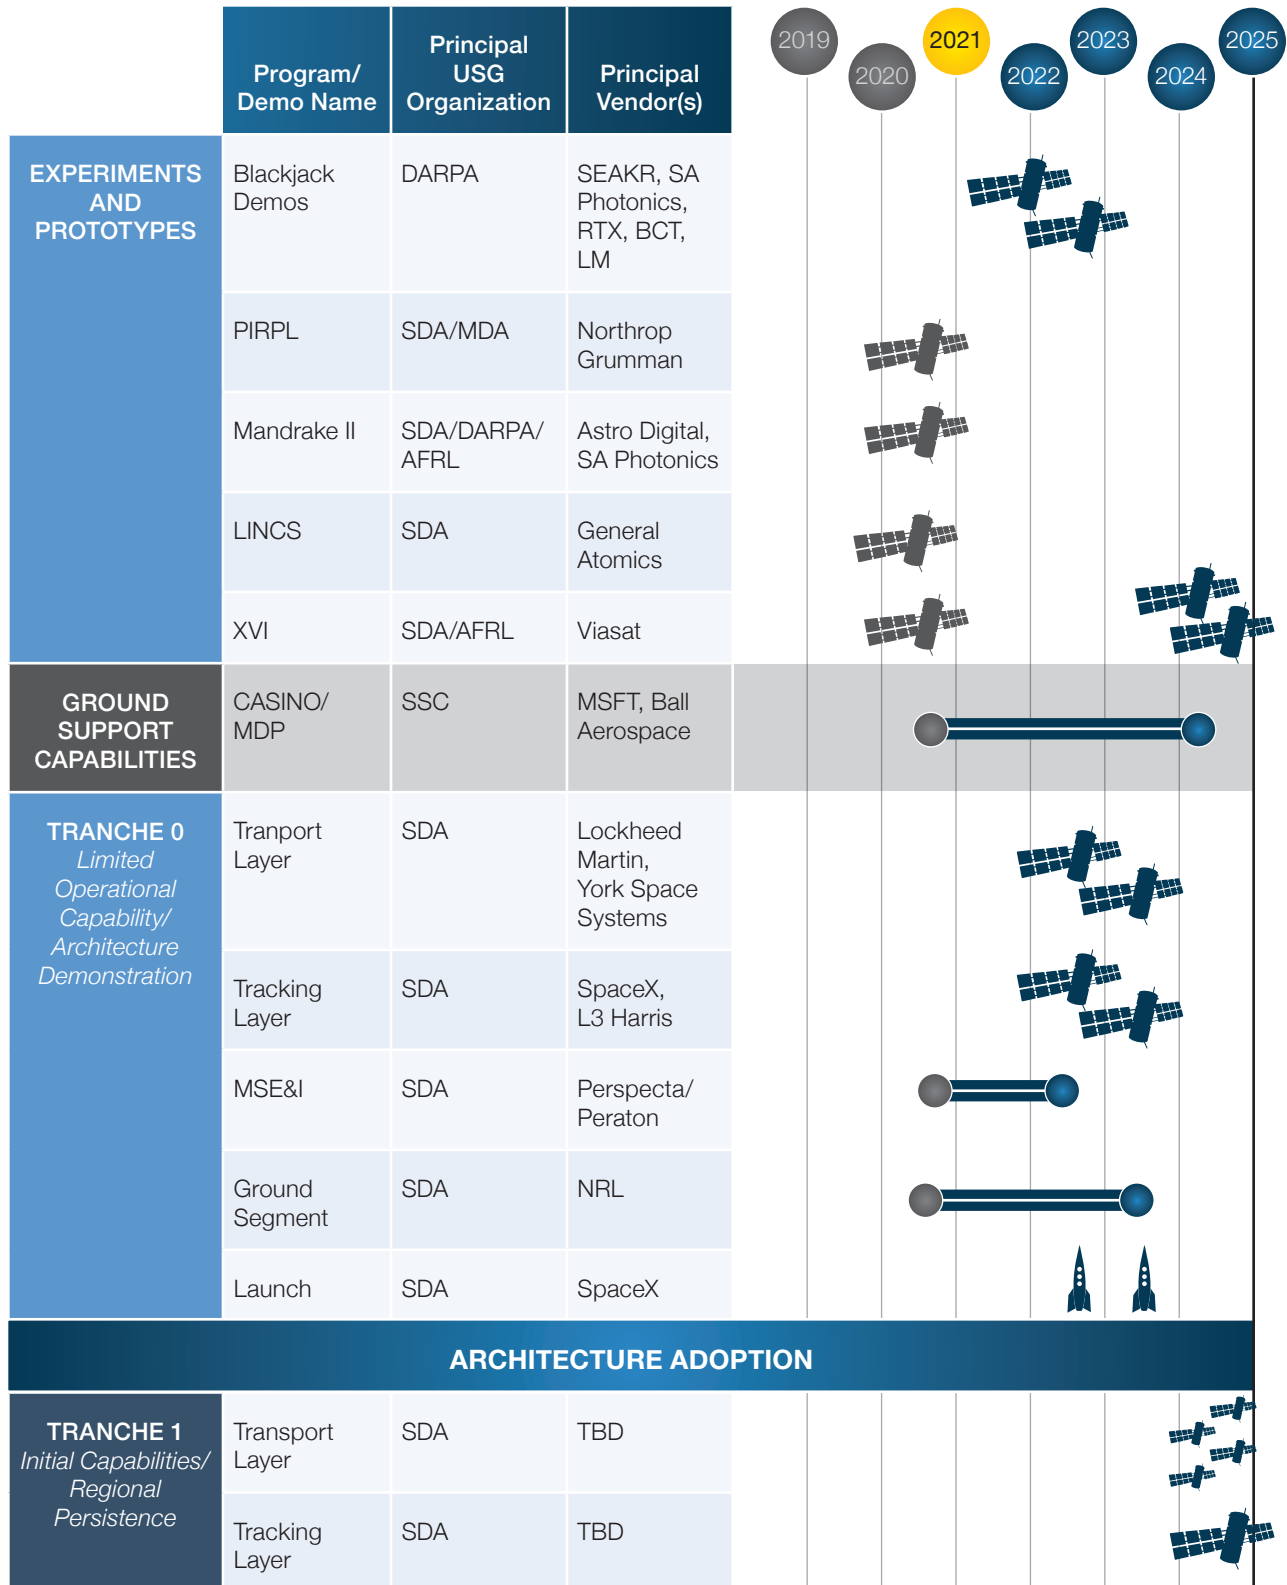 Program/
Demo Name
Principal
USG
Organization
Principal
Vendor(s)
2019
2020
2021
2022
2023
2024
2025
EXPERIMENTS
AND
PROTOTYPES
Blackjack
Demos
DARPA
SEAKR, SA
Photonics,
RTX, BCT,
LM
PIRPL
SDA/MDA
Northrop
Grumman
Mandrake II
SDA/DARPA/
AFRL
Astro Digital,
SA Photonics
LINCS
SDA
General
Atomics
XVI
SDA/AFRL
Viasat
GROUND
SUPPORT
CAPABILITIES
CASINO/
MDP
SSC
MSFT, Ball
Aerospace
TRANCHE 0
Limited
Operational
Capability/
Architecture
Demonstration
Tranport
Layer
SDA
Lockheed
Martin,
York Space
Systems
Tracking
Layer
SDA
SpaceX,
L3 Harris
MSE&I
SDA
Perspecta/
Peraton
Ground
Segment
SDA
NRL
Launch
SDA
SpaceX
ARCHITECTURE ADOPTION
TRANCHE 1
Initial Capabilities/
Regional
Persistence
Transport
Layer
SDA
TBD
Tracking
Layer
SDA
TBD